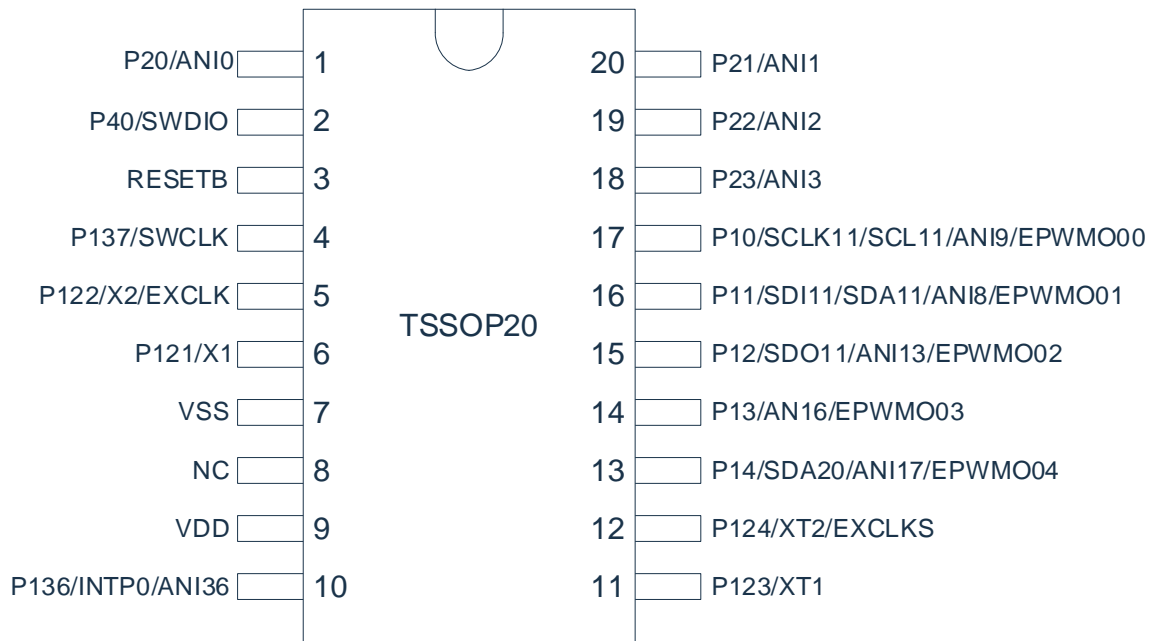 P20/ANI0 1 20 P21/ANI1
P40/SWDIO 2 19 P22/ANI2
RESETB 3 18 P23/ANI3
P137/SWCLK 4 17 P10/SCLK11/SCL11/ANI9/EPWMO00
P122/X2/EXCLK 5 16 P11/SDI11/SDA11/ANI8/EPWMO01
TSSOP20
P121/X1 6 15 P12/SDO11/ANI13/EPWMO02
VSS 7 14 P13/AN16/EPWMO03
NC 8 13 P14/SDA20/ANI17/EPWMO04
VDD 9 12 P124/XT2/EXCLKS
P136/INTP0/ANI36 10 11 P123/XT1